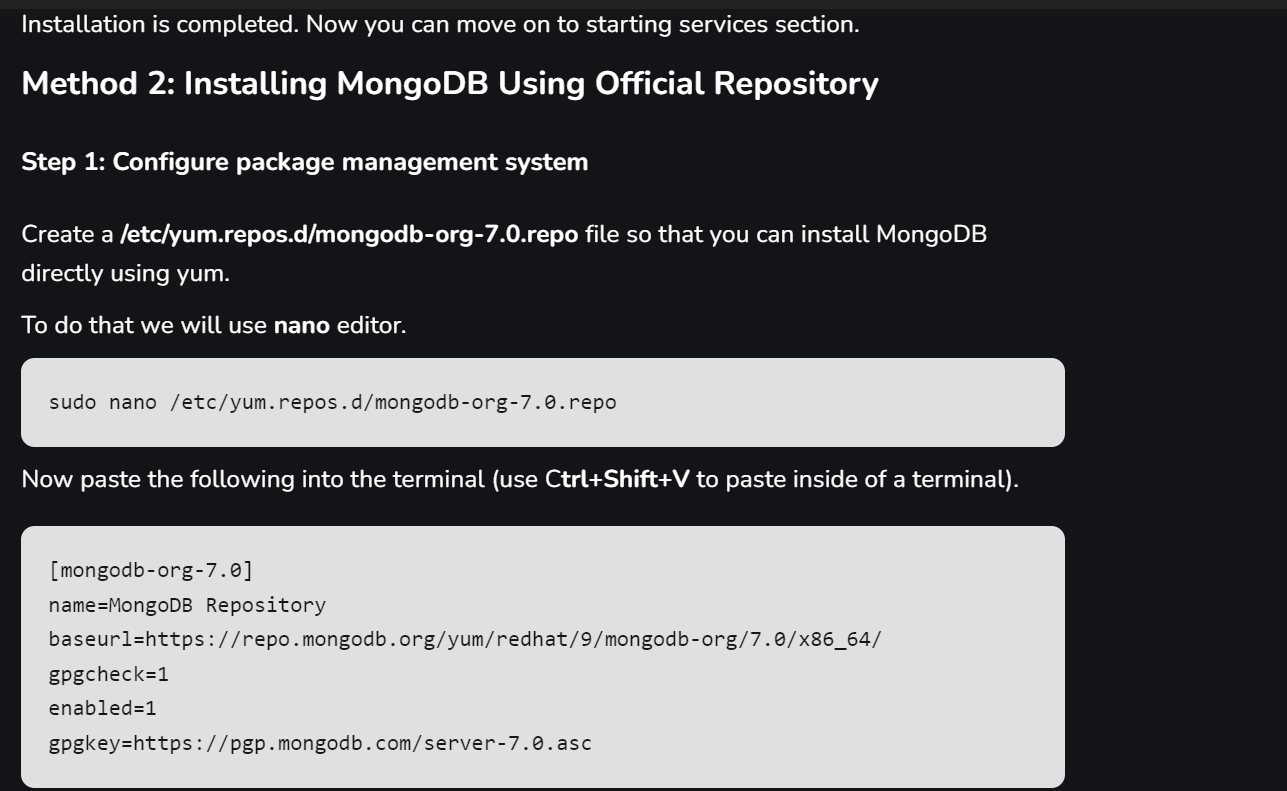 Installation is completed. Now you can move on to starting services section.
Method 2: Installing MongoDB Using Official Repository
Step 1: Configure package management system
Create a /etc/yum.repos.d/mongodb-org-7.0.repo file so that you can install MongoDB
directly using yum.
To do that we will use nano editor.
sudo nano /etc/yum.repos.d/mongodb-org-7.0.repo
Now paste the following into the terminal (use Ctrl+Shift+V to paste inside of a terminal).
[mongodb-org-7.0]
name=MongoDB Repository
baseurl=https://repo.mongodb.org/yum/redhat/9/mongodb-org/7.0/x86_64/
gpgcheck=1
enabled=1
gpgkey=https://pgp.mongodb.com/server-7.0.asc